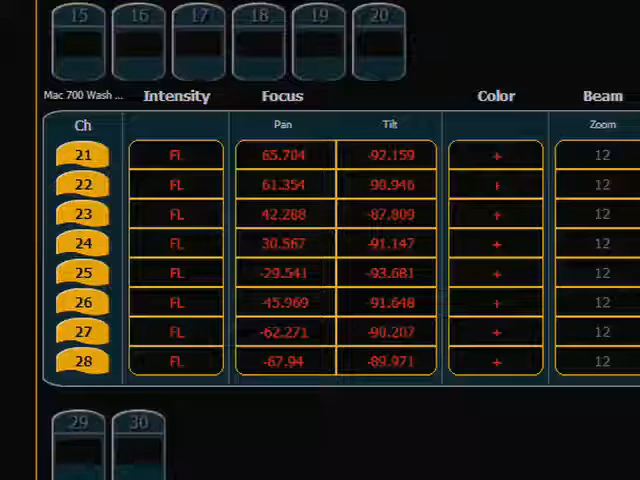 15 16 17 18 19 20
Mac 700 Wash ... Intensity Focus Color Beam
Ch Pan Tilt Zoom
21 FL 65.704 -92.159 + 12
22 FL 61.354 90.946 + 12
23 FL 42.288 -87.809 + 12
24 FL 30.567 -91.147 + 12
25 FL -29.541 -93.681 + 12
26 FL -45.969 -91.648 + 12
27 FL -62.271 -90.207 + 12
28 FL -67.94 -89.971 + 12
29 30